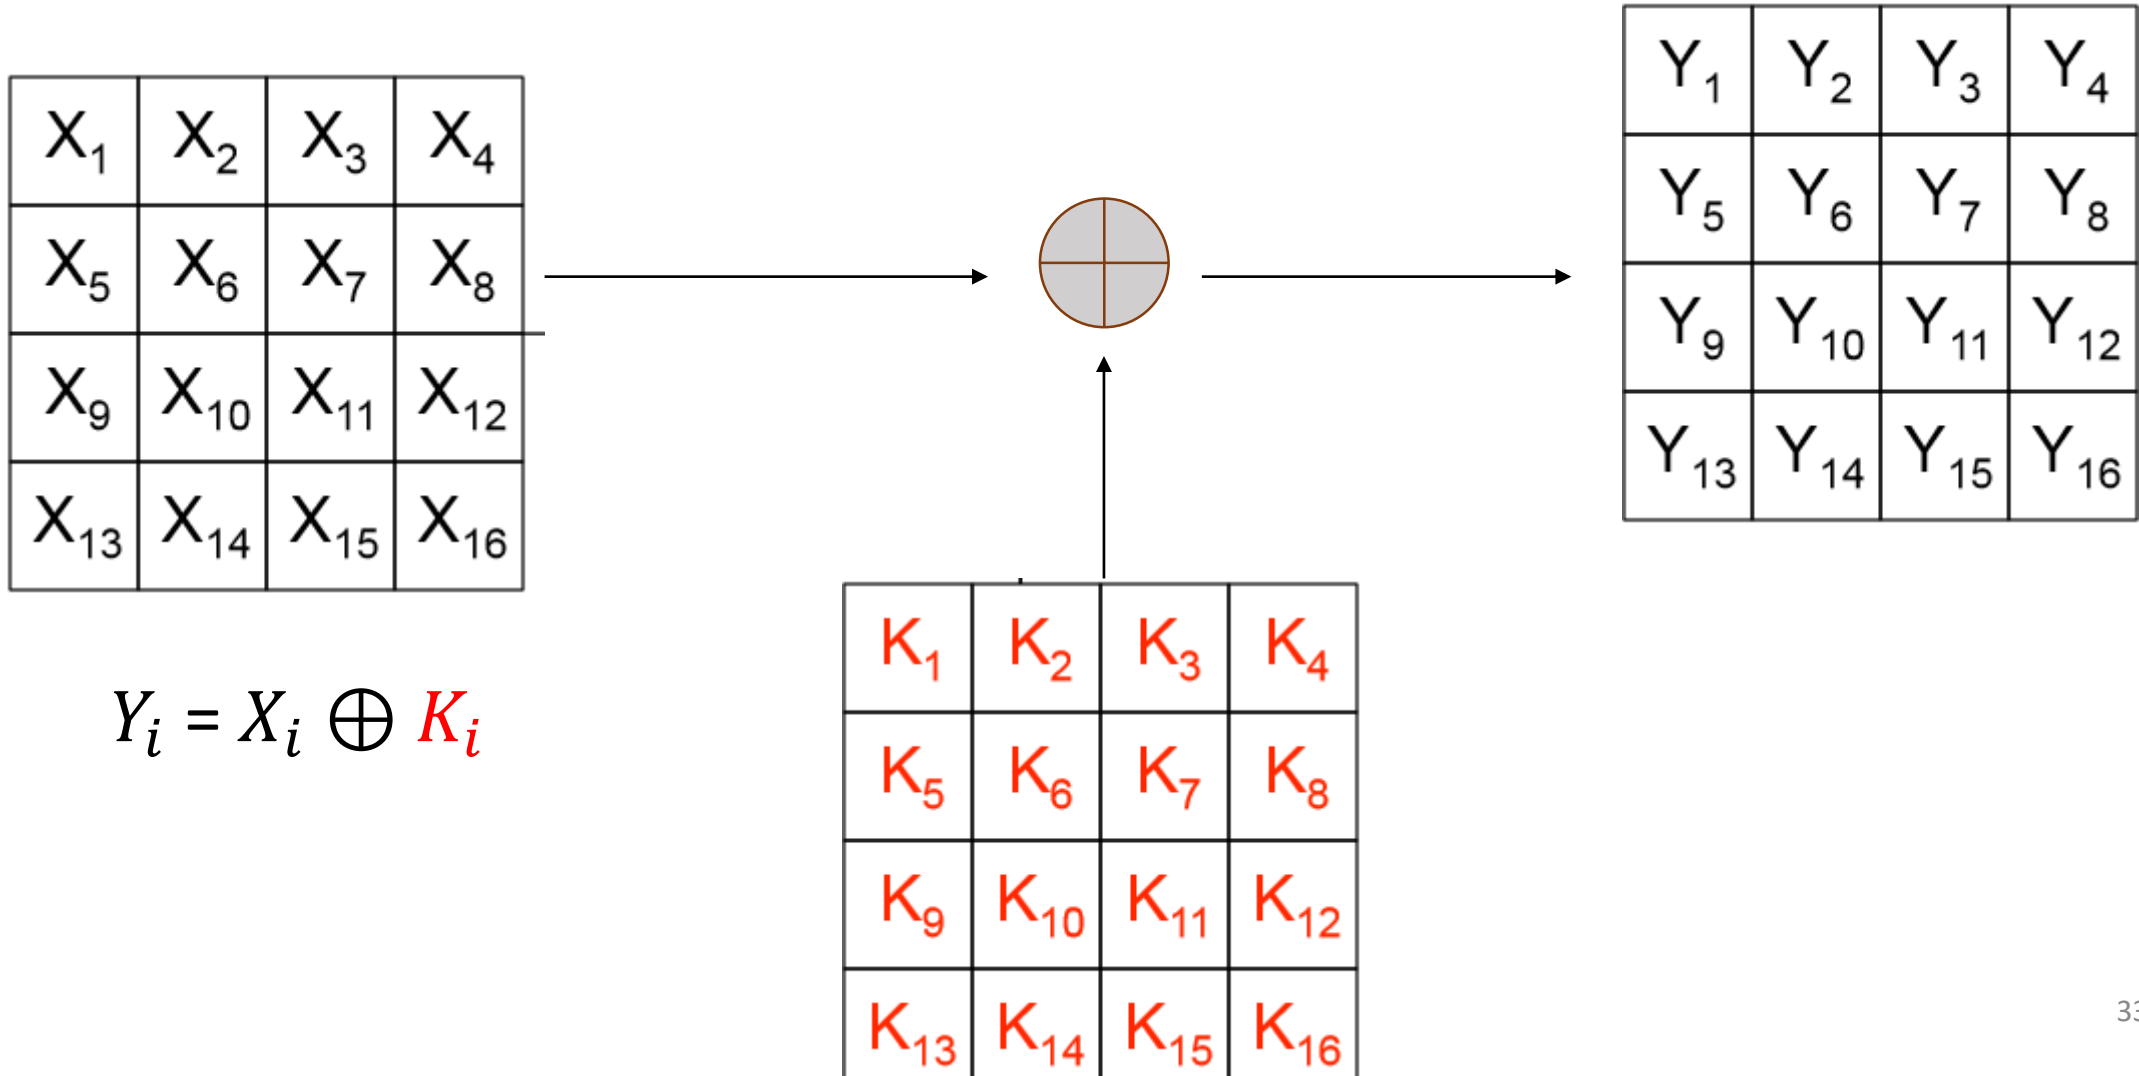 X₁ X₂ X₃ X₄
X₅ X₆ X₇ X₈
X₉ X₁₀ X₁₁ X₁₂
X₁₃ X₁₄ X₁₅ X₁₆
Y₁ Y₂ Y₃ Y₄
Y₅ Y₆ Y₇ Y₈
Y₉ Y₁₀ Y₁₁ Y₁₂
Y₁₃ Y₁₄ Y₁₅ Y₁₆
Yᵢ = Xᵢ ⊕ Kᵢ
K₁ K₂ K₃ K₄
K₅ K₆ K₇ K₈
K₉ K₁₀ K₁₁ K₁₂
K₁₃ K₁₄ K₁₅ K₁₆
33